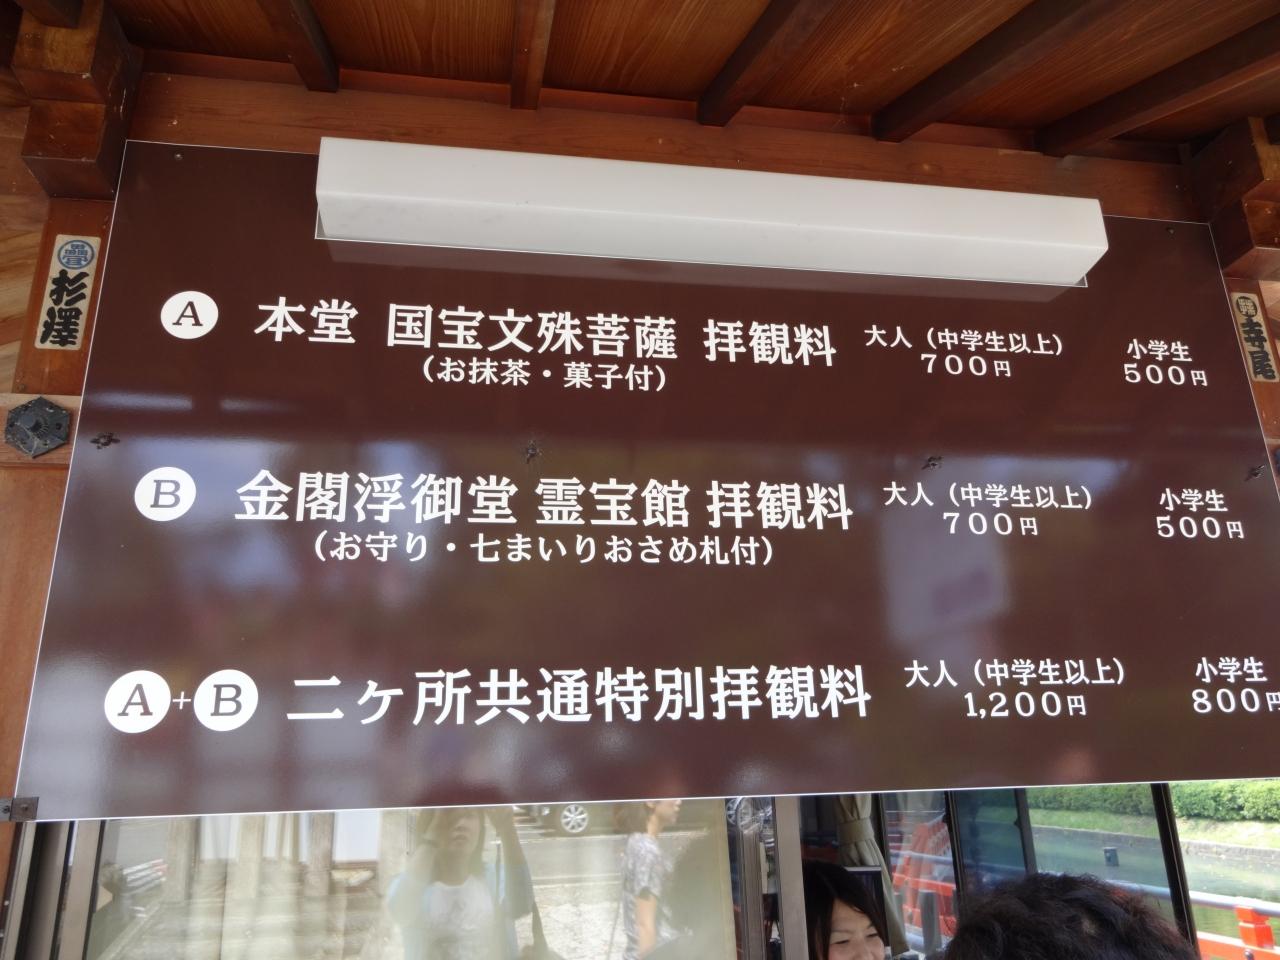 Ⓐ 本堂 国宝文殊菩薩 拝観料 大人（中学生以上） 小学生
（お抹茶・菓子付） 700円 500円
Ⓑ 金閣浮御堂 霊宝館 拝観料 大人（中学生以上） 小学生
（お守り・七まいりおさめ札付） 700円 500円
Ⓐ+Ⓑ 二ヶ所共通特別拝観料 大人（中学生以上） 小学生
1,200円 800円
杉澤
寺尾